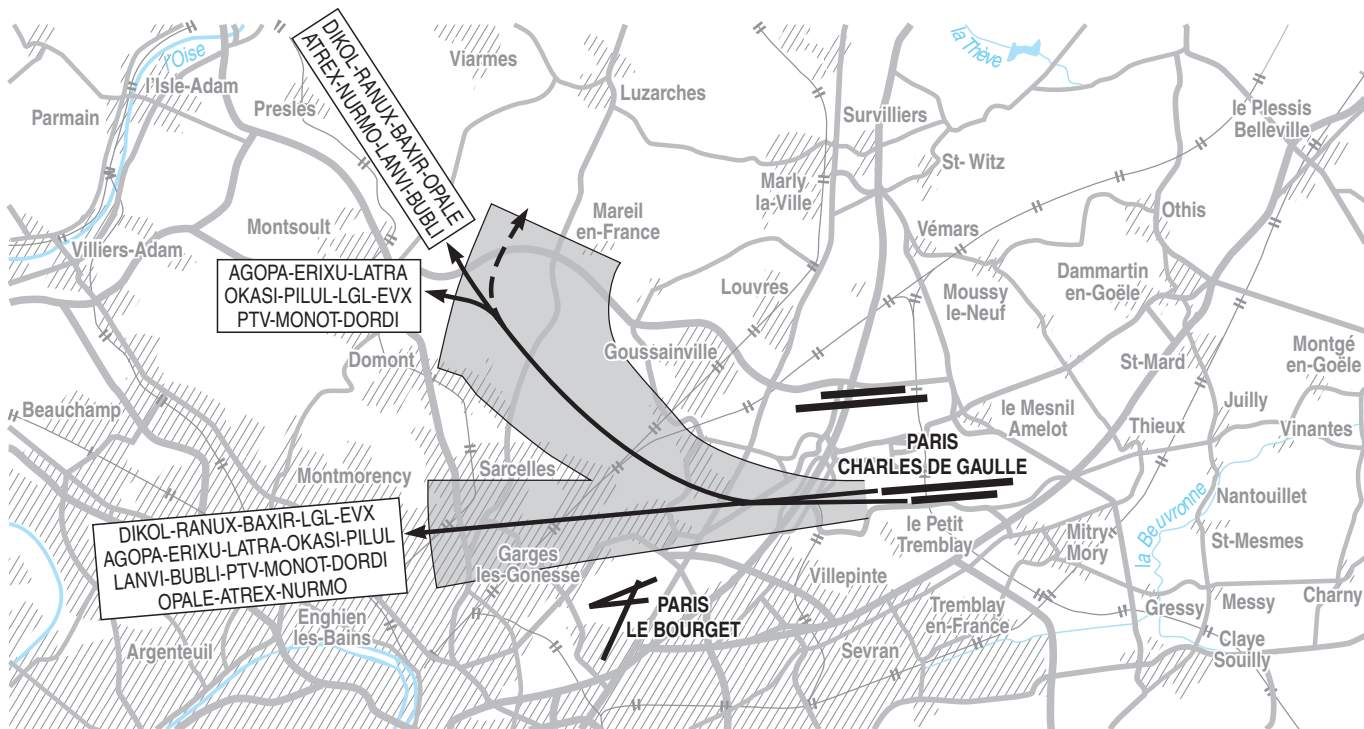 DIKOL-RANUX-BAXIR-OPALE
ATREX-NURMO-LANVI-BUBLI
l'Oise
Viarmes
la Thève
l'Isle-Adam
Presles
Parmain
Luzarches
Survilliers
le Plessis
Belleville
St- Witz
Marly
la-Ville
Mareil
en-France
Othis
Montsoult
Vémars
Villiers-Adam
AGOPA-ERIXU-LATRA
OKASI-PILUL-LGL-EVX
PTV-MONOT-DORDI
Dammartin
en-Goële
Louvres
Moussy
le-Neuf
Goussainville
Domont
St-Mard
Montgé
en-Goële
Beauchamp
le Mesnil
Amelot
Juilly
Thieux
Vinantes
PARIS
CHARLES DE GAULLE
Montmorency
Sarcelles
la Beuvronne
Nantouillet
DIKOL-RANUX-BAXIR-LGL-EVX
AGOPA-ERIXU-LATRA-OKASI-PILUL
LANVI-BUBLI-PTV-MONOT-DORDI
OPALE-ATREX-NURMO
le Petit
Tremblay
Mitry-
Mory
St-Mesmes
Garges
les-Gonesse
Villepinte
PARIS
LE BOURGET
Tremblay
en-France
Gressy
Messy
Charny
Enghien
les-Bains
Argenteuil
Sevran
Claye
Souilly